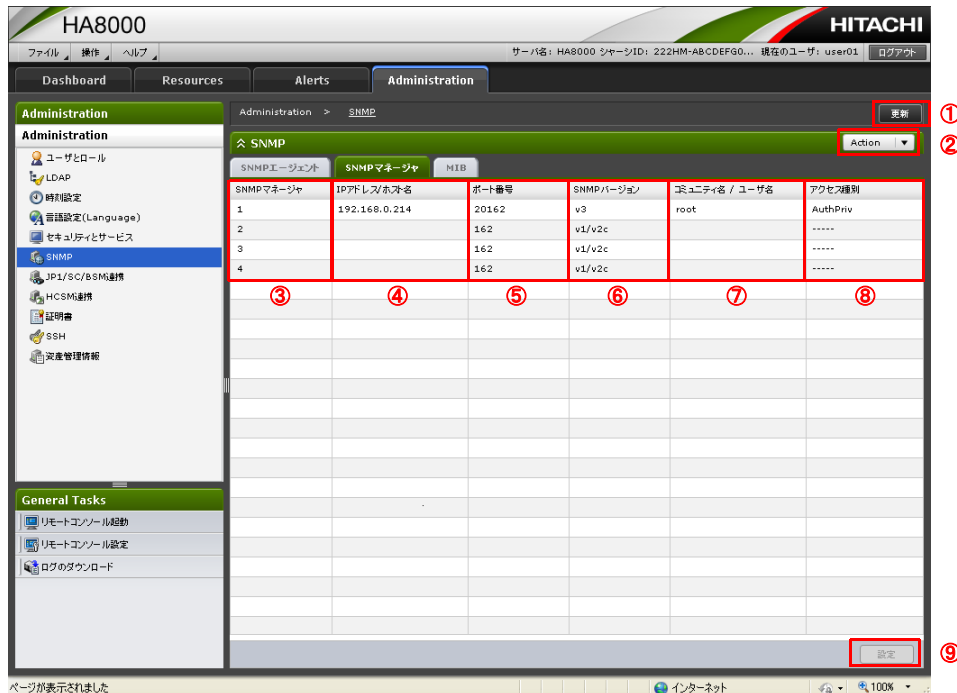 HA8000
HITACHI
ファイル 操作 ヘルプ
サーバ名: HA8000 シャーシID: 222HM-ABCDEFG0... 現在のユーザ: user01 ログアウト
Dashboard Resources Alerts Administration
Administration
Administration
ユーザとロール
LDAP
時刻設定
言語設定(Language)
セキュリティとサービス
SNMP
JP1/SC/BSM連携
HCSM連携
証明書
SSH
資産管理情報
General Tasks
リモートコンソール起動
リモートコンソール設定
ログのダウンロード
Administration > SNMP
更新 ①
SNMP
Action ②
SNMPエージェント SNMPマネージャ MIB
SNMPマネージャ IPアドレス/ホスト名 ポート番号 SNMPバージョン コミュニティ名 / ユーザ名 アクセス種別
1 192.168.0.214 20162 v3 root AuthPriv
2 162 v1/v2c -----
3 162 v1/v2c -----
4 162 v1/v2c -----
③ ④ ⑤ ⑥ ⑦ ⑧
設定 ⑨
ページが表示されました
インターネット
100%